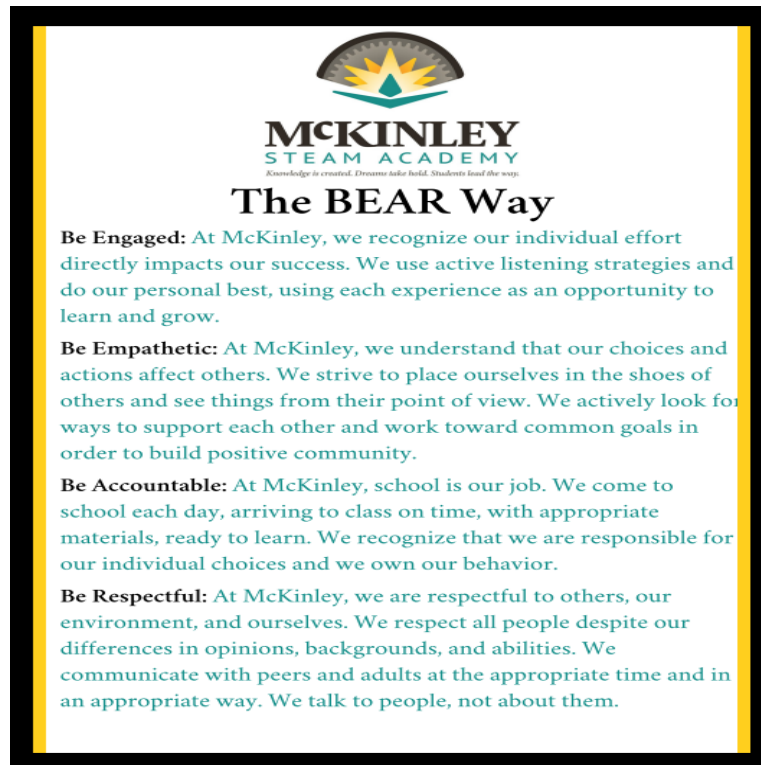 McKINLEY
STEAM ACADEMY
Knowledge is created. Dreams take hold. Students lead the way.
The BEAR Way
Be Engaged: At McKinley, we recognize our individual effort
directly impacts our success. We use active listening strategies and
do our personal best, using each experience as an opportunity to
learn and grow.
Be Empathetic: At McKinley, we understand that our choices and
actions affect others. We strive to place ourselves in the shoes of
others and see things from their point of view. We actively look for
ways to support each other and work toward common goals in
order to build positive community.
Be Accountable: At McKinley, school is our job. We come to
school each day, arriving to class on time, with appropriate
materials, ready to learn. We recognize that we are responsible for
our individual choices and we own our behavior.
Be Respectful: At McKinley, we are respectful to others, our
environment, and ourselves. We respect all people despite our
differences in opinions, backgrounds, and abilities. We
communicate with peers and adults at the appropriate time and in
an appropriate way. We talk to people, not about them.